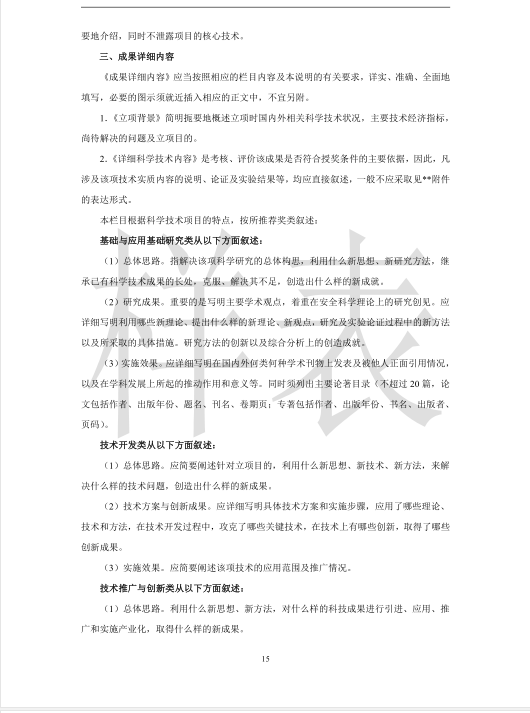 要地介绍，同时不泄露项目的核心技术。
三、成果详细内容
《成果详细内容》应当按照相应的栏目内容及本说明的有关要求，详实、准确、全面地
填写，必要的图示须就近插入相应的正文中，不宜另附。
1.《立项背景》简明扼要地概述立项时国内外相关科学技术状况，主要技术经济指标，
尚待解决的问题及立项目的。
2.《详细科学技术内容》是考核、评价该成果是否符合授奖条件的主要依据，因此，凡
涉及该项技术实质内容的说明、论证及实验结果等，均应直接叙述，一般不应采取见**附件
的表达形式。
本栏目根据科学技术项目的特点，按所推荐奖类叙述：
基础与应用基础研究类从以下方面叙述：
（1）总体思路。指解决该项科学研究的总体构思，利用什么新思想、新研究方法，继
承已有科学技术成果的长处，克服、解决其不足，创造出什么样的新成就。
（2）研究成果。重要的是写明主要学术观点，着重在安全科学理论上的研究创见。应
详细写明利用哪些新理论、提出什么样的新理论、新观点，研究及实验论证过程中的新方法
以及所采取的具体措施。研究方法的创新以及综合分析上的创造成就。
（3）实施效果。应详细写明在国内外何类何种学术刊物上发表及被他人正面引用情况，
以及在学科发展上所起的推动作用和意义等。同时须列出主要论著目录（不超过 20 篇，论
文包括作者、出版年份、题名、刊名、卷期页；专著包括作者、出版年份、书名、出版者、
页码）。
技术开发类从以下方面叙述：
（1）总体思路。应简要阐述针对立项目的，利用什么新思想、新技术、新方法，来解
决什么样的技术问题，创造出什么样的新成果。
（2）技术方案与创新成果。应详细写明具体技术方案和实施步骤，应用了哪些理论、
技术和方法，在技术开发过程中，攻克了哪些关键技术，在技术上有哪些创新，取得了哪些
创新成果。
（3）实施效果。应简要阐述该项技术的应用范围及推广情况。
技术推广与创新类从以下方面叙述：
（1）总体思路。利用什么新思想、新方法，对什么样的科技成果进行引进、应用、推
广和实施产业化，取得什么样的新成果。
15
样表